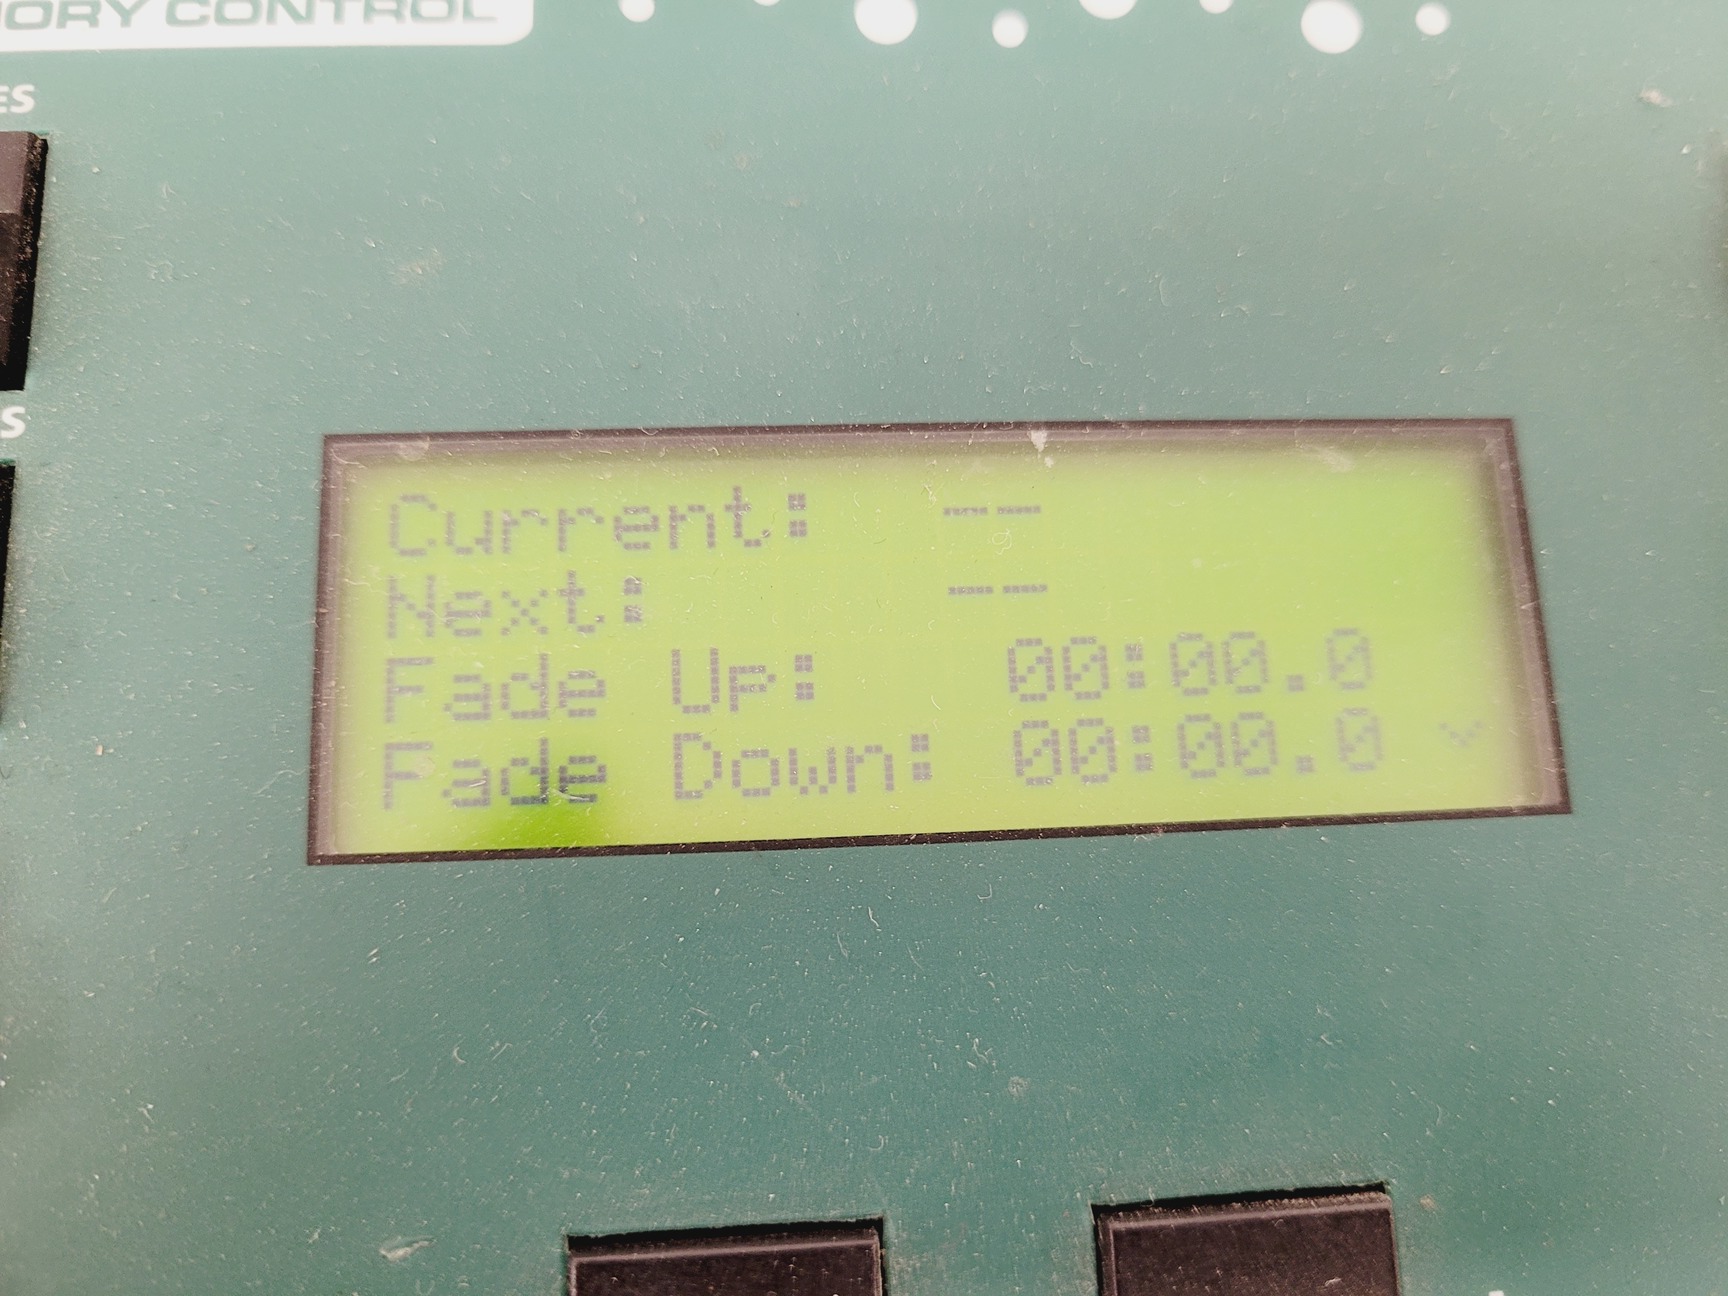 ORY CONTROL
ES
S
Current: --
Next: --
Fade Up: 00:00.0
Fade Down: 00:00.0